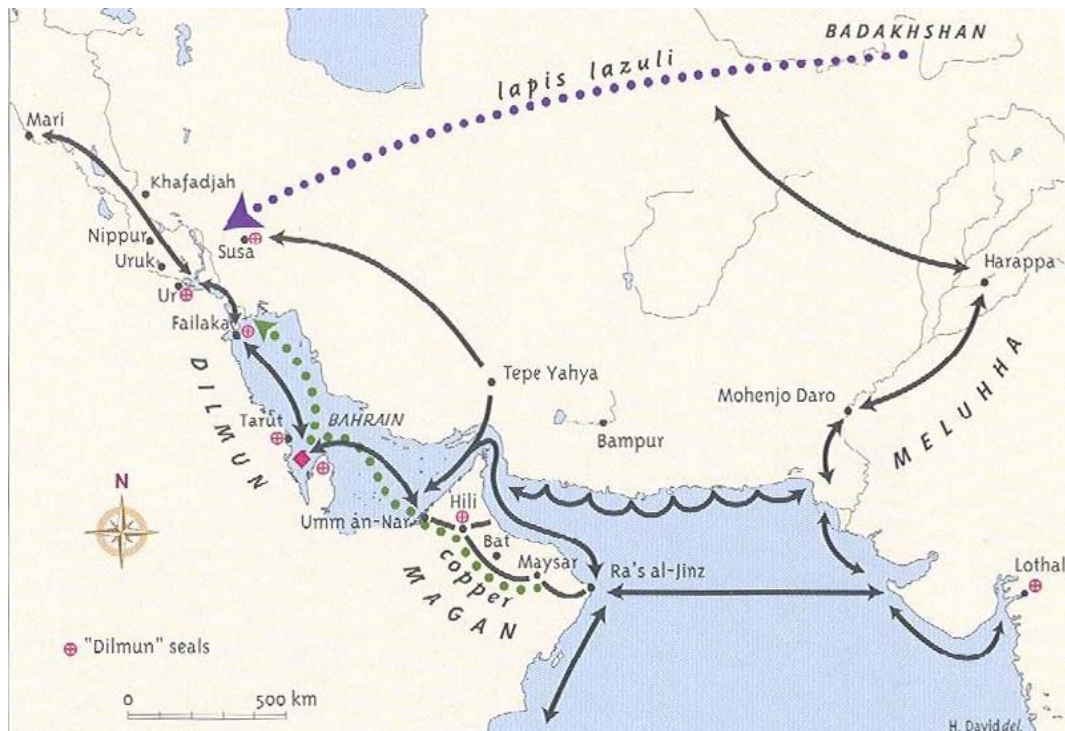 BADAKHSHAN
lapis lazuli
Mari
Khafadjah
Nippur
Susa
Uruk
Harappa
Ur
Failaka
DILMUN
Tepe Yahya
Mohenjo Daro
MELUHHA
Tarut
BAHRAIN
Bampur
N
Hili
Umm an-Nar
Bat
copper
Maysar
Ra's al-Jinz
Lothal
MAGAN
"Dilmun" seals
0 500 km
H. David del.